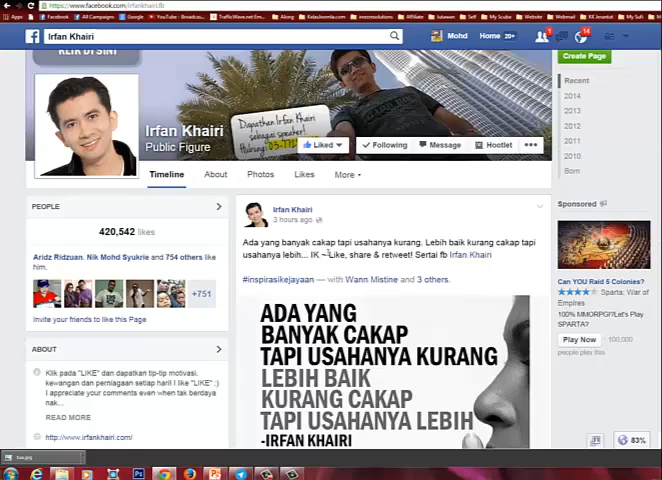 https://www.facebook.com/irfankhairi.fb
Apps
Facebook
All Campaigns
Google
YouTube - Broadcas...
TrafficWave.net Em...
Along
KelasJoomla.com
Affiliate
Jutawan
Self
My Scuba
Website
Webmail
KK Jerantut
My Sufi
Irfan Khairi
Mohd
Home 20+
1
14
KLIK DI SINI
Create Page
Dapatkan Irfan Khairi
sebagai speaker!
Hubungi
Irfan Khairi
Public Figure
Liked
Following
Message
Hootlet
Timeline
About
Photos
Likes
More
Recent
2014
2013
2012
2011
2010
Born
PEOPLE
420,542 likes
Aridz Ridzuan, Nik Mohd Syukrie and 754 others like
him.
+751
Invite your friends to like this Page
ABOUT
Klik pada "LIKE" dan dapatkan tip-tip motivasi,
kewangan dan perniagaan setiap hari! I like "LIKE" :)
I appreciate your comments even when tak berdaya
nak...
READ MORE
http://www.irfankhairi.com/
Irfan Khairi
3 hours ago
Ada yang banyak cakap tapi usahanya kurang. Lebih baik kurang cakap tapi
usahanya lebih... IK ~ Like, share & retweet! Sertai fb Irfan Khairi
#inspirasikejayaan — with Wann Mistine and 3 others.
ADA YANG
BANYAK CAKAP
TAPI USAHANYA KURANG
LEBIH BAIK
KURANG CAKAP
TAPI USAHANYA LEBIH
-IRFAN KHAIRI
Sponsored
Can YOU Raid 5 Colonies?
Sparta: War of
Empires
100% MMORPG!?Let's Play
SPARTA?
Play Now
100,000
people play this
83%